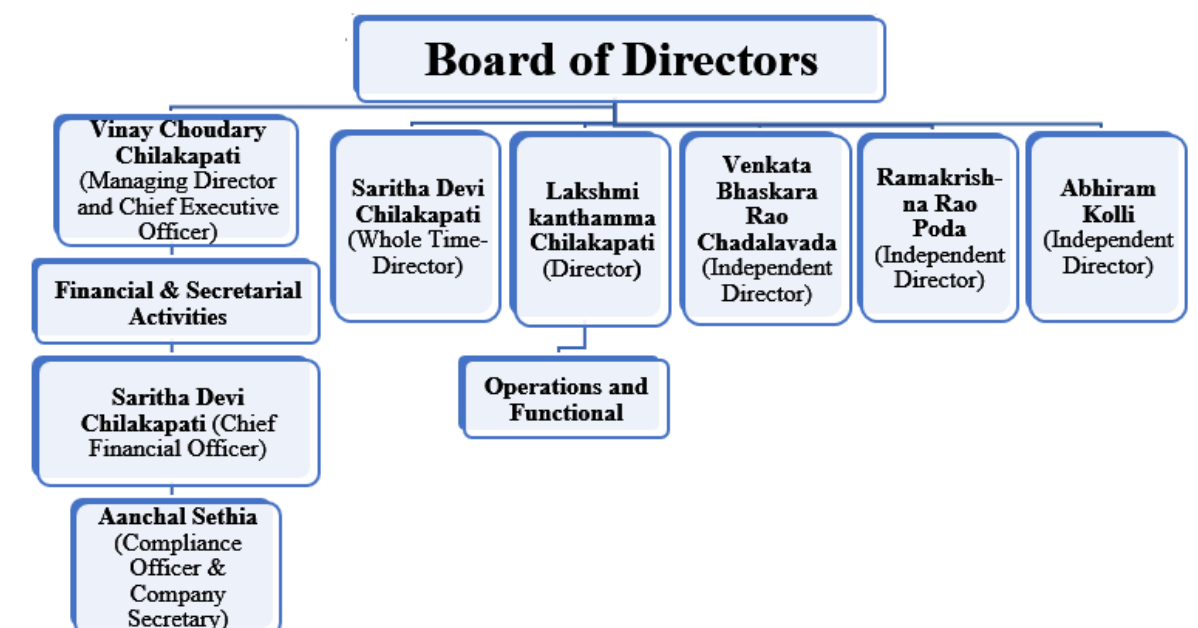 Board of Directors
Vinay Choudary
Chilakapati
(Managing Director
and Chief Executive
Officer)
Saritha Devi
Chilakapati
(Whole Time-
Director)
Lakshmi
kanthamma
Chilakapati
(Director)
Venkata
Bhaskara
Rao
Chadalavada
(Independent
Director)
Ramakrish-
na Rao
Poda
(Independent
Director)
Abhiram
Kolli
(Independent
Director)
Financial & Secretarial
Activities
Operations and
Functional
Saritha Devi
Chilakapati (Chief
Financial Officer)
Aanchal Sethia
(Compliance
Officer &
Company
Secretary)